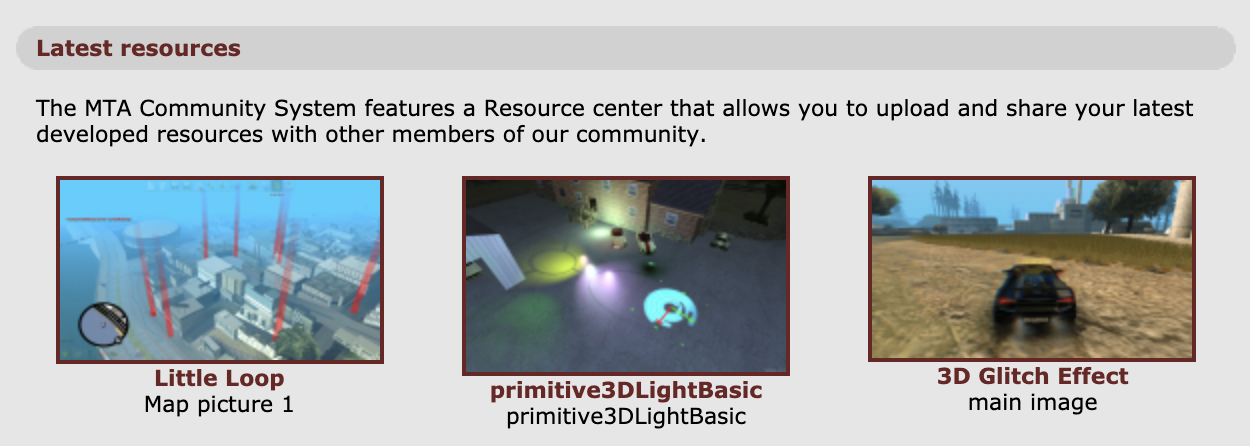 Latest resources
The MTA Community System features a Resource center that allows you to upload and share your latest
developed resources with other members of our community.
Little Loop
Map picture 1
primitive3DLightBasic
primitive3DLightBasic
3D Glitch Effect
main image